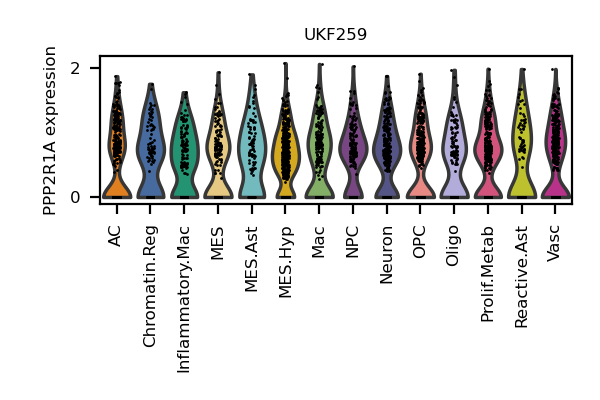 UKF259
PPP2R1A expression
2
0
AC
Chromatin.Reg
Inflammatory.Mac
MES
MES.Ast
MES.Hyp
Mac
NPC
Neuron
OPC
Oligo
Prolif.Metab
Reactive.Ast
Vasc